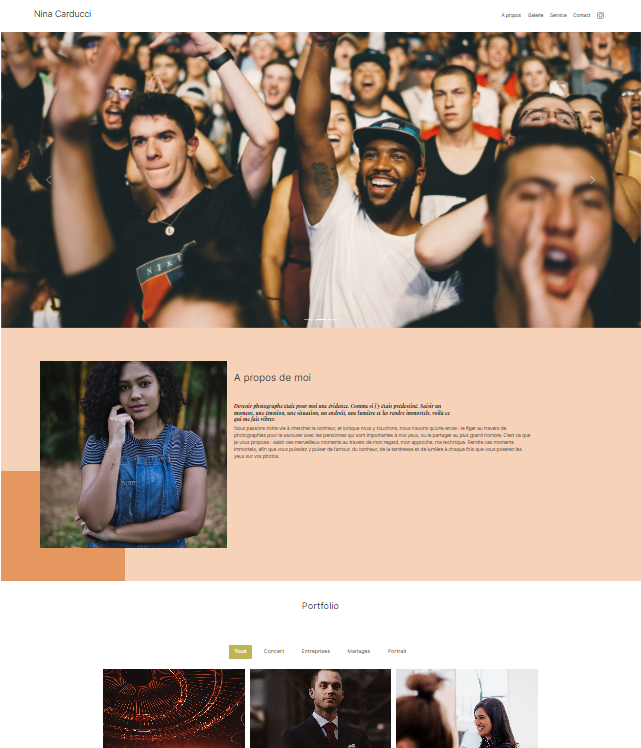 Nina Carducci
À propos Galerie Service Contact
NIKE
A propos de moi
Devenir photographe était pour moi une évidence. Comme si j'y étais prédestiné. Saisir un
moment, une émotion, une situation, un endroit, une lumière et les rendre immortels, voilà ce
qui me fait vibrer.
Nous passons notre vie à chercher le bonheur, et lorsque nous y touchons, nous n'avons qu'une envie : le figer au travers de
photographies pour le savourer avec les personnes qui sont importantes à nos yeux, ou le partager au plus grand nombre. C'est ce que
je vous propose : saisir ces merveilleux moments au travers de mon regard, mon approche, ma technique. Rendre ces moments
immortels, afin que vous puissiez y puiser de l'amour, du bonheur, de la tendresse et de lumière à chaque fois que vous poserez les
yeux sur vos photos.
Portfolio
Tous Concert Entreprises Mariages Portrait